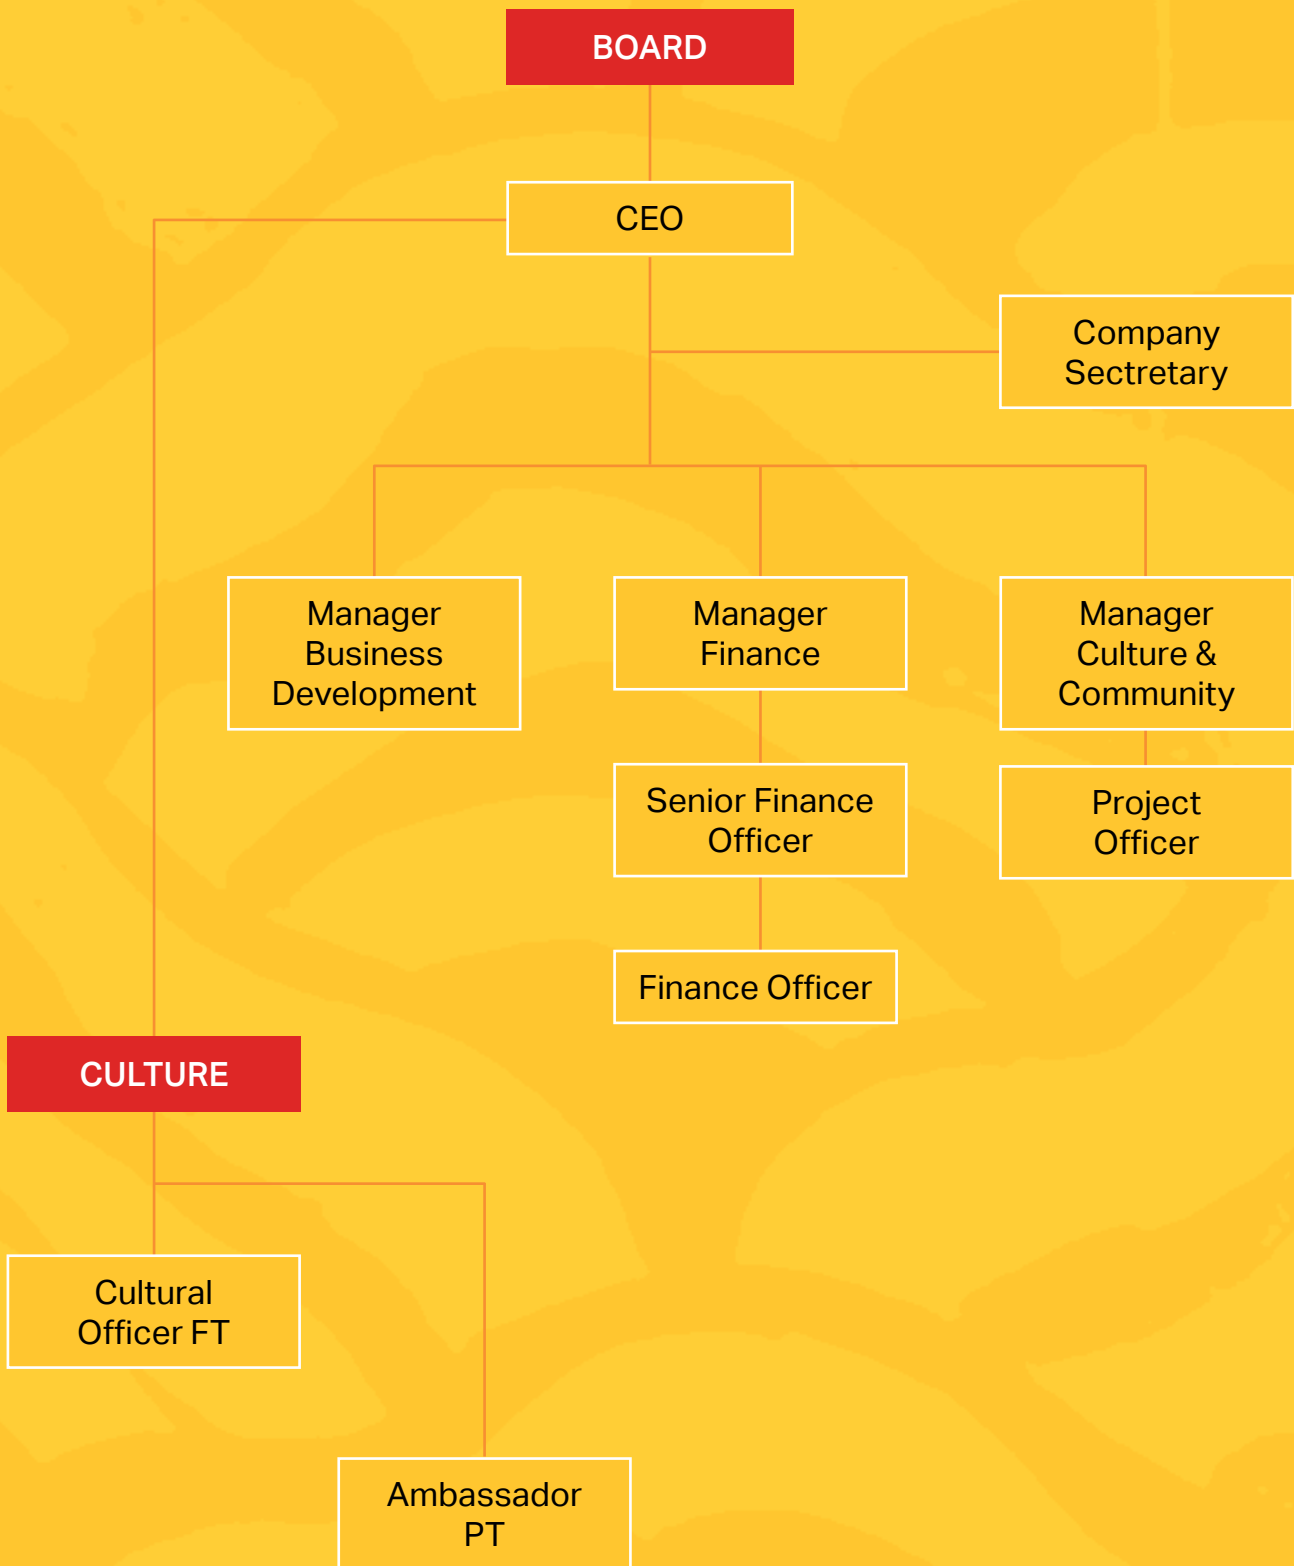 BOARD
CEO
Company
Sectretary
Manager
Business
Development
Manager
Finance
Manager
Culture &
Community
Senior Finance
Officer
Project
Officer
Finance Officer
CULTURE
Cultural
Officer FT
Ambassador
PT